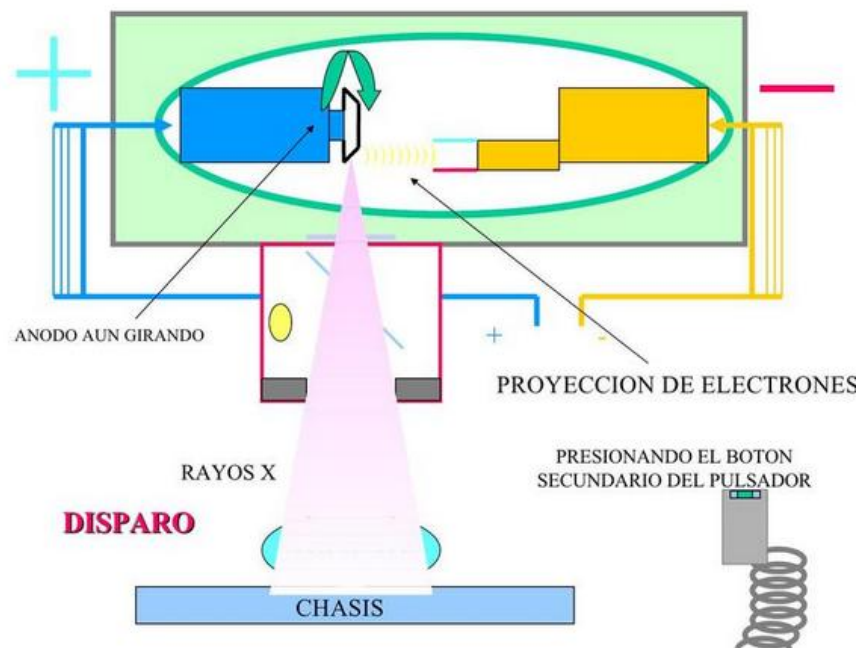 +
-
ANODO AUN GIRANDO
+
-
PROYECCION DE ELECTRONES
PRESIONANDO EL BOTON
SECUNDARIO DEL PULSADOR
RAYOS X
DISPARO
CHASIS